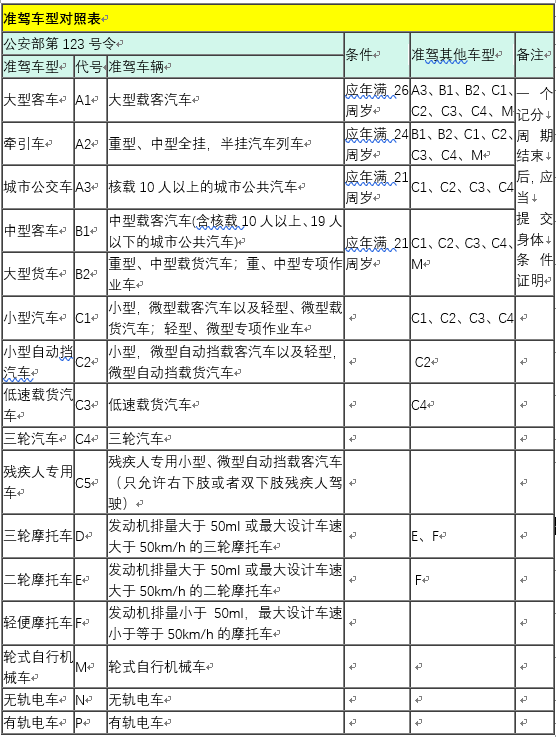 准驾车型对照表
公安部第 123 号令
条件
准驾其他车型
备注
准驾车型
代号
准驾车辆
大型客车
A1
大型载客汽车
应年满 26
周岁
A3、B1、B2、C1、
C2、C3、C4、M
一个
记分
周期
结束
后,应
当
提交
身体
条件
证明
牵引车
A2
重型、中型全挂,半挂汽车列车
应年满 24
周岁
B1、B2、C1、C2、
C3、C4、M
城市公交车
A3
核载 10 人以上的城市公共汽车
应年满 21
周岁
C1、C2、C3、C4
中型客车
B1
中型载客汽车(含核载 10 人以上、19 人
以下的城市公共汽车)
应年满 21
周岁
C1、C2、C3、C4、
M
大型货车
B2
重型、中型载货汽车；重、中型专项作
业车
小型汽车
C1
小型,微型载客汽车以及轻型、微型载
货汽车；轻型、微型专项作业车
C1、C2、C3、C4
小型自动挡
汽车
C2
小型,微型自动挡载客汽车以及轻型,
微型自动挡载货汽车
C2
低速载货汽
车
C3
低速载货汽车
C4
三轮汽车
C4
三轮汽车
残疾人专用
车
C5
残疾人专用小型、微型自动挡载客汽车
（只允许右下肢或者双下肢残疾人驾
驶）
三轮摩托车
D
发动机排量大于 50ml 或最大设计车速
大于 50km/h 的三轮摩托车
E、F
二轮摩托车
E
发动机排量大于 50ml 或最大设计车速
大于 50km/h 的二轮摩托车
F
轻便摩托车
F
发动机排量小于 50ml,最大设计车速
小于等于 50km/h 的摩托车
轮式自行机
械车
M
轮式自行机械车
无轨电车
N
无轨电车
有轨电车
P
有轨电车